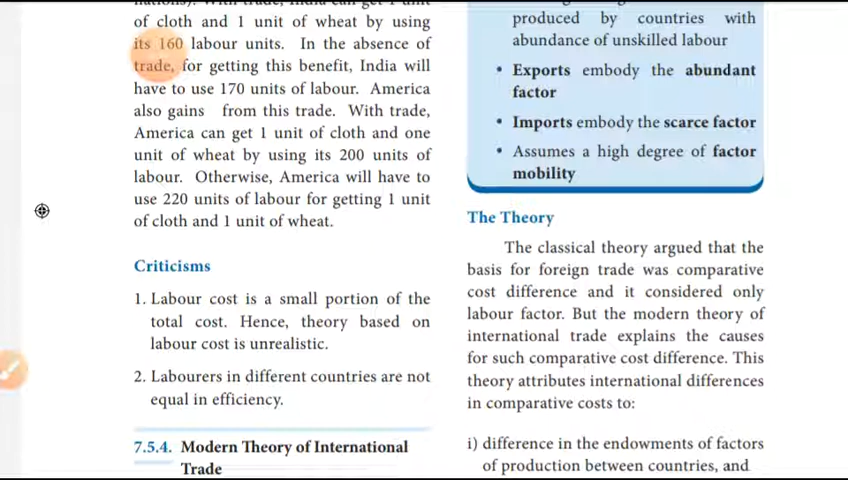 of cloth and 1 unit of wheat by using
its 160 labour units. In the absence of
trade, for getting this benefit, India will
have to use 170 units of labour. America
also gains from this trade. With trade,
America can get 1 unit of cloth and one
unit of wheat by using its 200 units of
labour. Otherwise, America will have to
use 220 units of labour for getting 1 unit
of cloth and 1 unit of wheat.
Criticisms
1. Labour cost is a small portion of the
total cost. Hence, theory based on
labour cost is unrealistic.
2. Labourers in different countries are not
equal in efficiency.
7.5.4. Modern Theory of International
Trade
produced by countries with
abundance of unskilled labour
• Exports embody the abundant
factor
• Imports embody the scarce factor
• Assumes a high degree of factor
mobility
The Theory
The classical theory argued that the
basis for foreign trade was comparative
cost difference and it considered only
labour factor. But the modern theory of
international trade explains the causes
for such comparative cost difference. This
theory attributes international differences
in comparative costs to:
i) difference in the endowments of factors
of production between countries, and